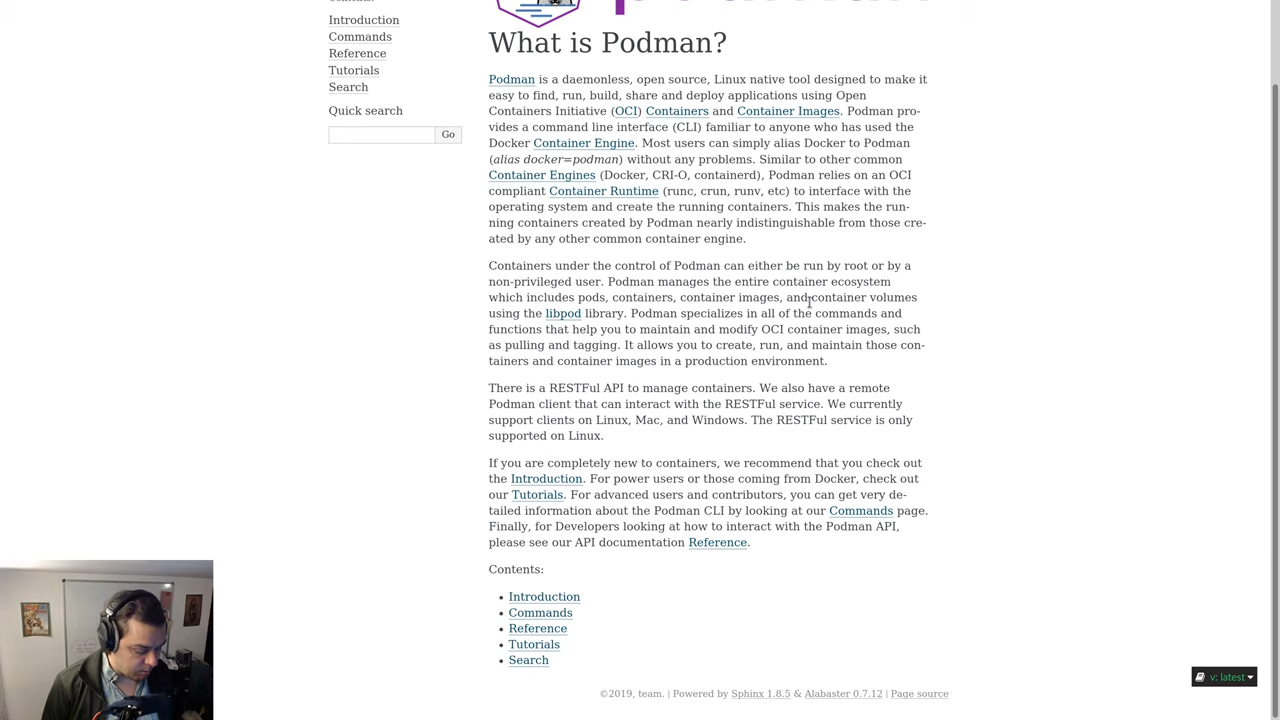 Introduction
Commands
Reference
Tutorials
Search
Quick search
Go
What is Podman?
Podman is a daemonless, open source, Linux native tool designed to make it
easy to find, run, build, share and deploy applications using Open
Containers Initiative (OCI) Containers and Container Images. Podman pro-
vides a command line interface (CLI) familiar to anyone who has used the
Docker Container Engine. Most users can simply alias Docker to Podman
(alias docker=podman) without any problems. Similar to other common
Container Engines (Docker, CRI-O, containerd), Podman relies on an OCI
compliant Container Runtime (runc, crun, runv, etc) to interface with the
operating system and create the running containers. This makes the run-
ning containers created by Podman nearly indistinguishable from those cre-
ated by any other common container engine.
Containers under the control of Podman can either be run by root or by a
non-privileged user. Podman manages the entire container ecosystem
which includes pods, containers, container images, and container volumes
using the libpod library. Podman specializes in all of the commands and
functions that help you to maintain and modify OCI container images, such
as pulling and tagging. It allows you to create, run, and maintain those con-
tainers and container images in a production environment.
There is a RESTFul API to manage containers. We also have a remote
Podman client that can interact with the RESTFul service. We currently
support clients on Linux, Mac, and Windows. The RESTFul service is only
supported on Linux.
If you are completely new to containers, we recommend that you check out
the Introduction. For power users or those coming from Docker, check out
our Tutorials. For advanced users and contributors, you can get very de-
tailed information about the Podman CLI by looking at our Commands page.
Finally, for Developers looking at how to interact with the Podman API,
please see our API documentation Reference.
Contents:
• Introduction
• Commands
• Reference
• Tutorials
• Search
v: latest
©2019, team. | Powered by Sphinx 1.8.5 & Alabaster 0.7.12 | Page source